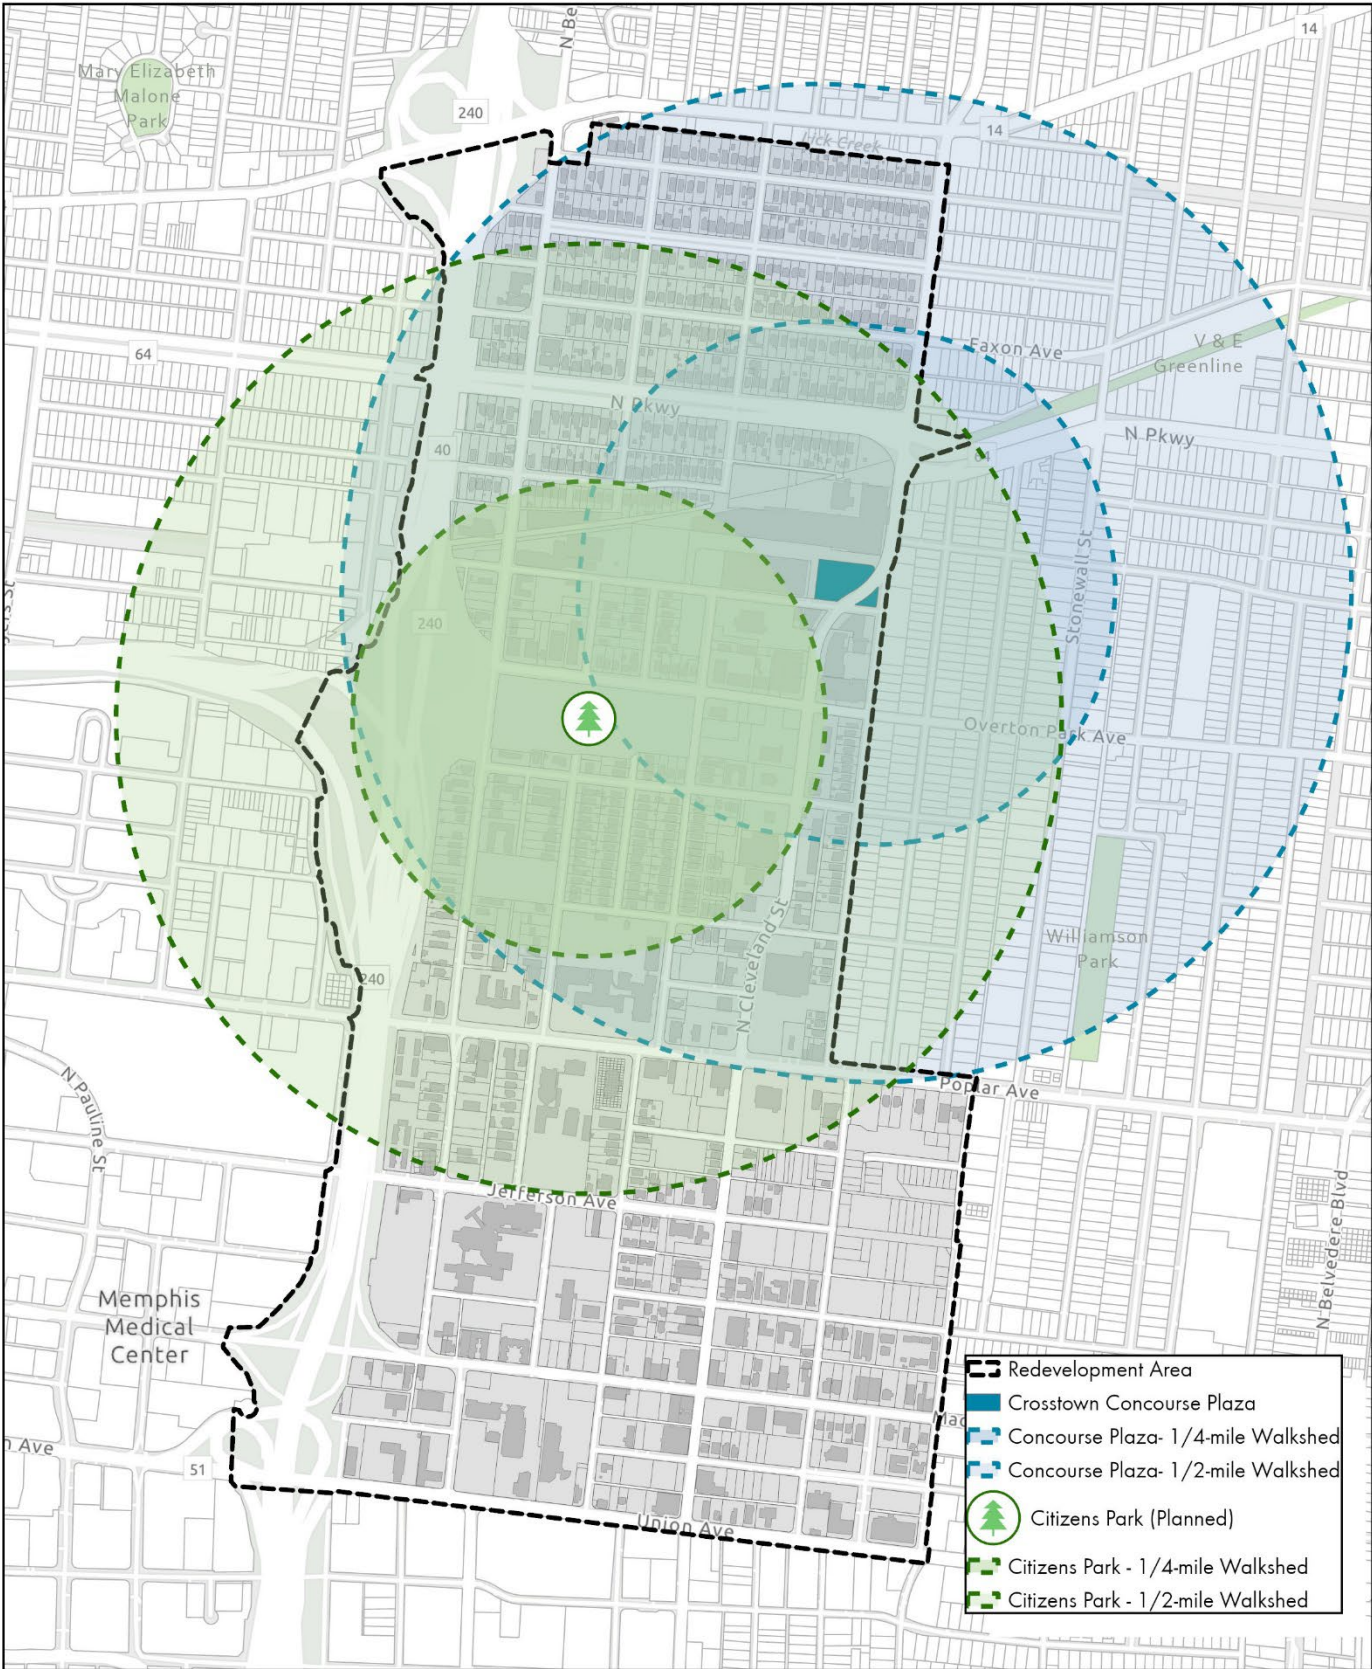 14
N Be
Mary Elizabeth
Malone
Park
240
14
Lick Creek
V & E
Greenline
Faxon Ave
64
N Pkwy
N Pkwy
40
Stonewall St
240
Overton Park Ave
Williamson
Park
N Cleveland St
240
Poplar Ave
N Pauline St
Jefferson Ave
N Belvedere Blvd
Memphis
Medical
Center
Mad
n Ave
51
Union Ave
Redevelopment Area
Crosstown Concourse Plaza
Concourse Plaza- 1/4-mile Walkshed
Concourse Plaza- 1/2-mile Walkshed
Citizens Park (Planned)
Citizens Park - 1/4-mile Walkshed
Citizens Park - 1/2-mile Walkshed